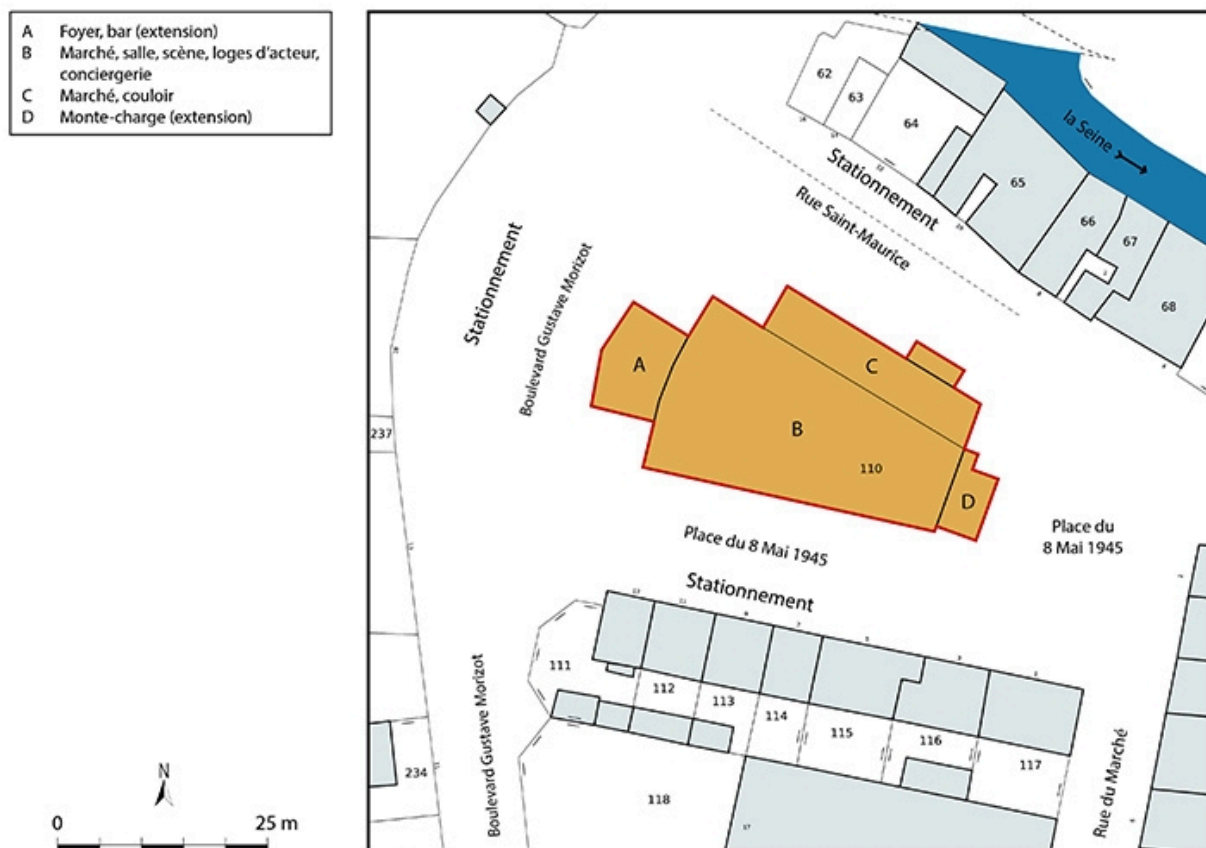 A Foyer, bar (extension)
B Marché, salle, scène, loges d'acteur,
conciergerie
C Marché, couloir
D Monte-charge (extension)
62
63
64
la Seine
Stationnement
65
Rue Saint-Maurice
66
67
68
Stationnement
Boulevard Gustave Morizot
A
C
B
110
D
237
Place du 8 Mai 1945
Place du
8 Mai 1945
Stationnement
111
112
113
114
115
116
117
Boulevard Gustave Morizot
234
118
17
Rue du Marché
N
0 25 m